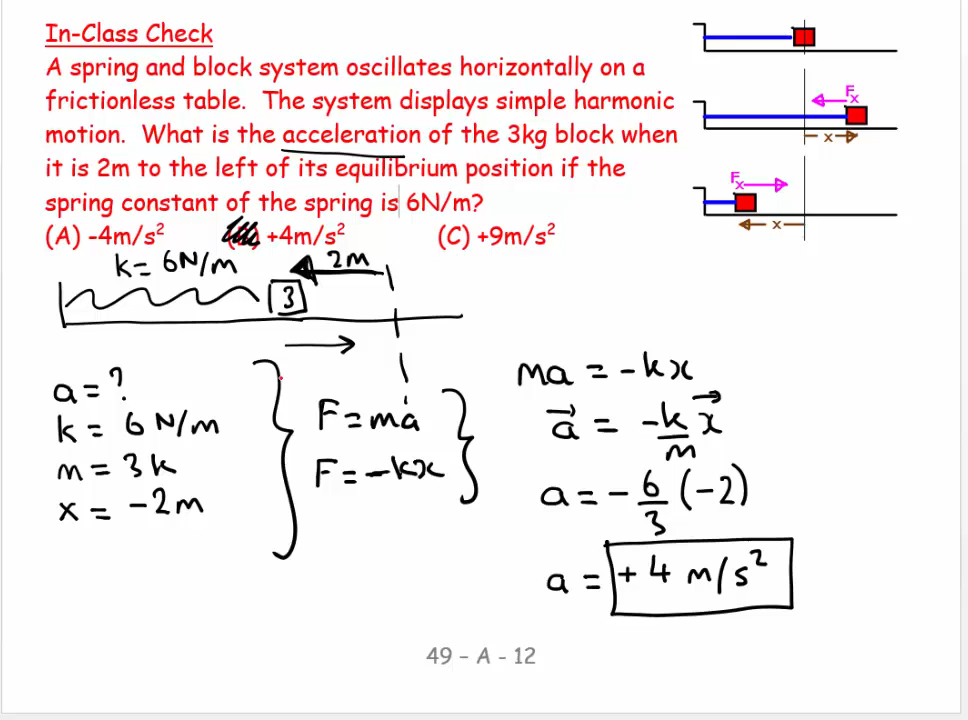 In-Class Check
A spring and block system oscillates horizontally on a
frictionless table. The system displays simple harmonic
motion. What is the acceleration of the 3kg block when
it is 2m to the left of its equilibrium position if the
spring constant of the spring is 6N/m?
(A) -4m/s² +4m/s² (C) +9m/s²
Fx
x
Fx
x
k= 6N/m
2m
3
a = ?
k = 6 N/m
m = 3k
x = -2m
F = ma
F = -kx
ma = -kx
a = -k/m x
a = - 6/3 (-2)
a = +4 m/s²
49 – A - 12